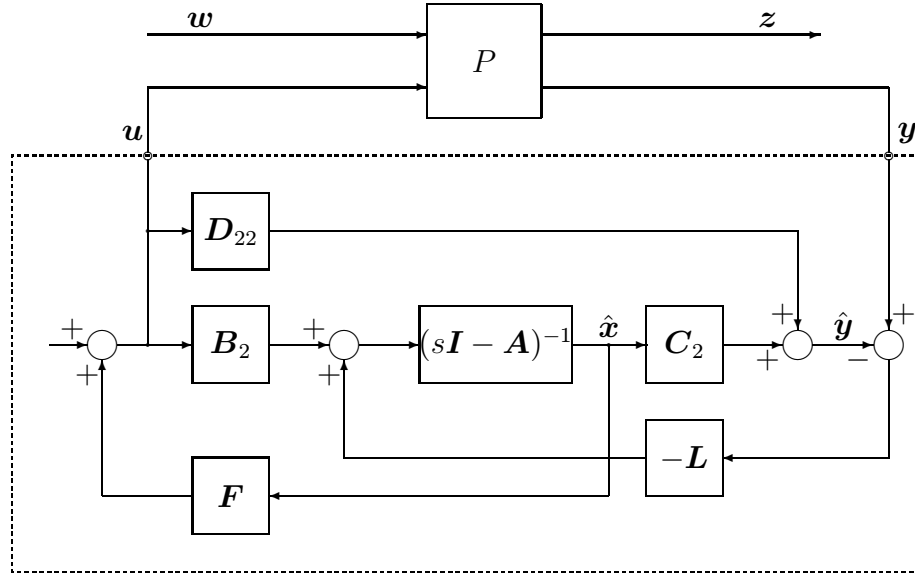 w
z
P
u
y
D₂₂
+
+
B₂
+
+
(sI − A)⁻¹
x̂
C₂
+
+
ŷ
+
−
−L
F